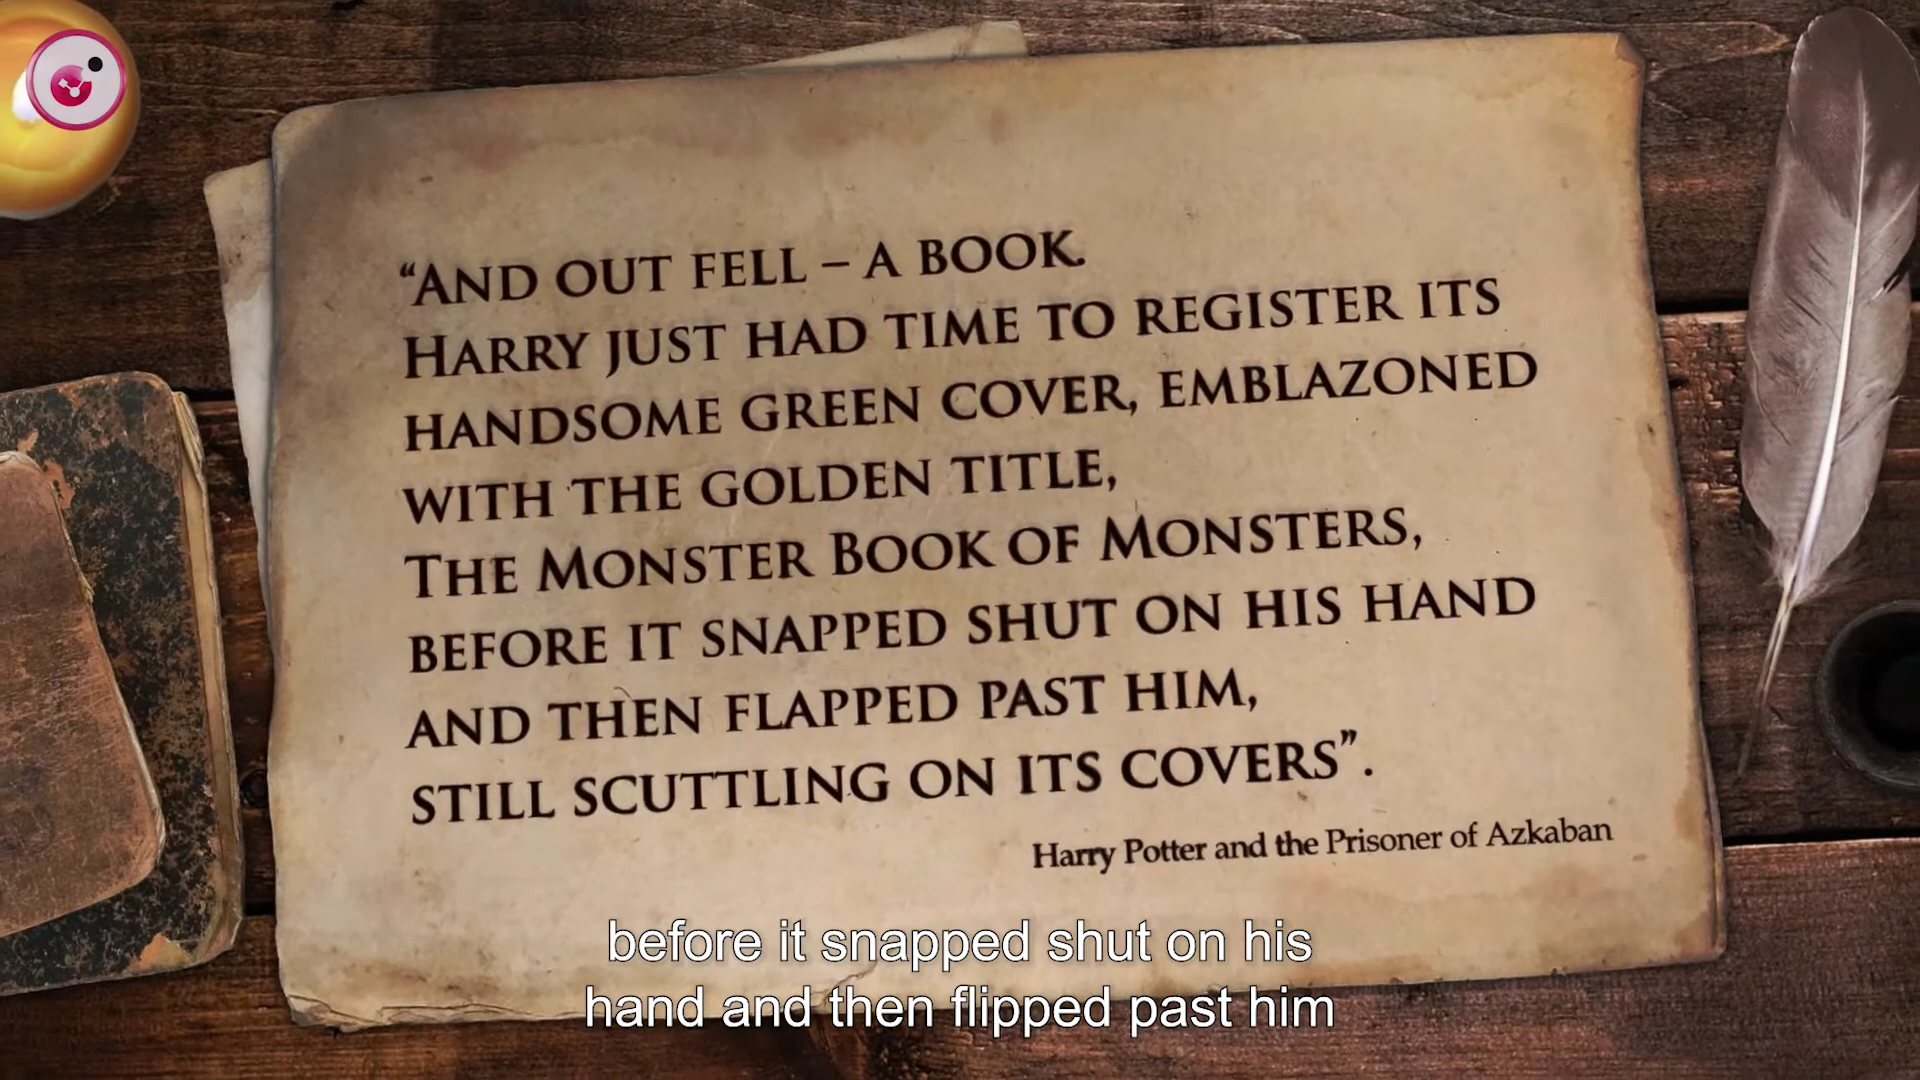 “AND OUT FELL – A BOOK.
HARRY JUST HAD TIME TO REGISTER ITS
HANDSOME GREEN COVER, EMBLAZONED
WITH THE GOLDEN TITLE,
THE MONSTER BOOK OF MONSTERS,
BEFORE IT SNAPPED SHUT ON HIS HAND
AND THEN FLAPPED PAST HIM,
STILL SCUTTLING ON ITS COVERS”.
Harry Potter and the Prisoner of Azkaban
before it snapped shut on his
hand and then flipped past him